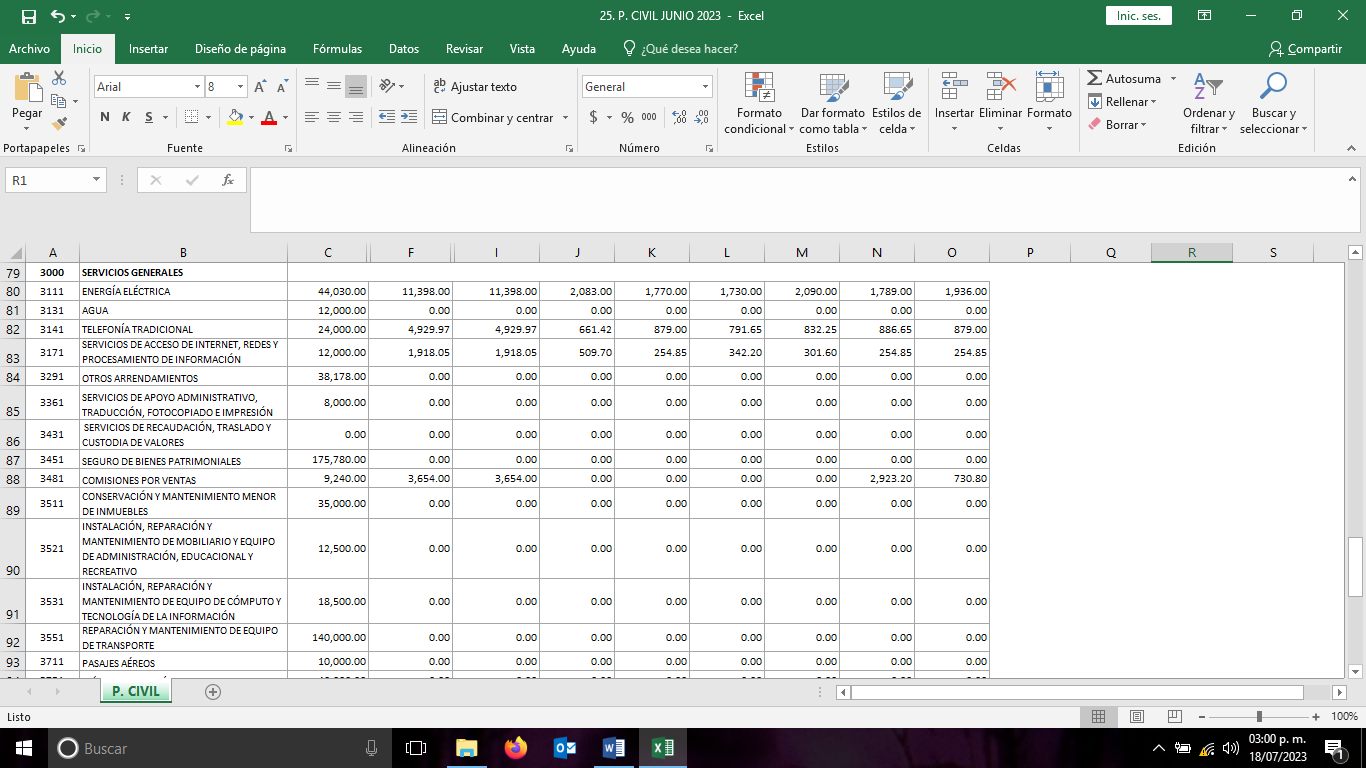 25. P. CIVIL JUNIO 2023 - Excel
Inic. ses.
Archivo Inicio Insertar Diseño de página Fórmulas Datos Revisar Vista Ayuda ¿Qué desea hacer? Compartir
Pegar
Portapapeles
Arial 8
N K S
Fuente
Ajustar texto
Combinar y centrar
Alineación
General
$ % 000
Número
Formato condicional
Dar formato como tabla
Estilos de celda
Estilos
Insertar Eliminar Formato
Celdas
Autosuma
Rellenar
Borrar
Ordenar y filtrar
Buscar y seleccionar
Edición
R1
fx
A B C F I J K L M N O P Q R S
79 3000 SERVICIOS GENERALES
80 3111 ENERGÍA ELÉCTRICA 44,030.00 11,398.00 11,398.00 2,083.00 1,770.00 1,730.00 2,090.00 1,789.00 1,936.00
81 3131 AGUA 12,000.00 0.00 0.00 0.00 0.00 0.00 0.00 0.00 0.00
82 3141 TELEFONÍA TRADICIONAL 24,000.00 4,929.97 4,929.97 661.42 879.00 791.65 832.25 886.65 879.00
83 3171 SERVICIOS DE ACCESO DE INTERNET, REDES Y
PROCESAMIENTO DE INFORMACIÓN 12,000.00 1,918.05 1,918.05 509.70 254.85 342.20 301.60 254.85 254.85
84 3291 OTROS ARRENDAMIENTOS 38,178.00 0.00 0.00 0.00 0.00 0.00 0.00 0.00 0.00
85 3361 SERVICIOS DE APOYO ADMINISTRATIVO,
TRADUCCIÓN, FOTOCOPIADO E IMPRESIÓN 8,000.00 0.00 0.00 0.00 0.00 0.00 0.00 0.00 0.00
86 3431 SERVICIOS DE RECAUDACIÓN, TRASLADO Y
CUSTODIA DE VALORES 0.00 0.00 0.00 0.00 0.00 0.00 0.00 0.00 0.00
87 3451 SEGURO DE BIENES PATRIMONIALES 175,780.00 0.00 0.00 0.00 0.00 0.00 0.00 0.00 0.00
88 3481 COMISIONES POR VENTAS 9,240.00 3,654.00 3,654.00 0.00 0.00 0.00 0.00 2,923.20 730.80
89 3511 CONSERVACIÓN Y MANTENIMIENTO MENOR
DE INMUEBLES 35,000.00 0.00 0.00 0.00 0.00 0.00 0.00 0.00 0.00
90 3521 INSTALACIÓN, REPARACIÓN Y
MANTENIMIENTO DE MOBILIARIO Y EQUIPO
DE ADMINISTRACIÓN, EDUCACIONAL Y
RECREATIVO 12,500.00 0.00 0.00 0.00 0.00 0.00 0.00 0.00 0.00
91 3531 INSTALACIÓN, REPARACIÓN Y
MANTENIMIENTO DE EQUIPO DE CÓMPUTO Y
TECNOLOGÍA DE LA INFORMACIÓN 18,500.00 0.00 0.00 0.00 0.00 0.00 0.00 0.00 0.00
92 3551 REPARACIÓN Y MANTENIMIENTO DE EQUIPO
DE TRANSPORTE 140,000.00 0.00 0.00 0.00 0.00 0.00 0.00 0.00 0.00
93 3711 PASAJES AÉREOS 10,000.00 0.00 0.00 0.00 0.00 0.00 0.00 0.00 0.00
P. CIVIL
Listo
100%
Buscar
03:00 p. m.
18/07/2023
1